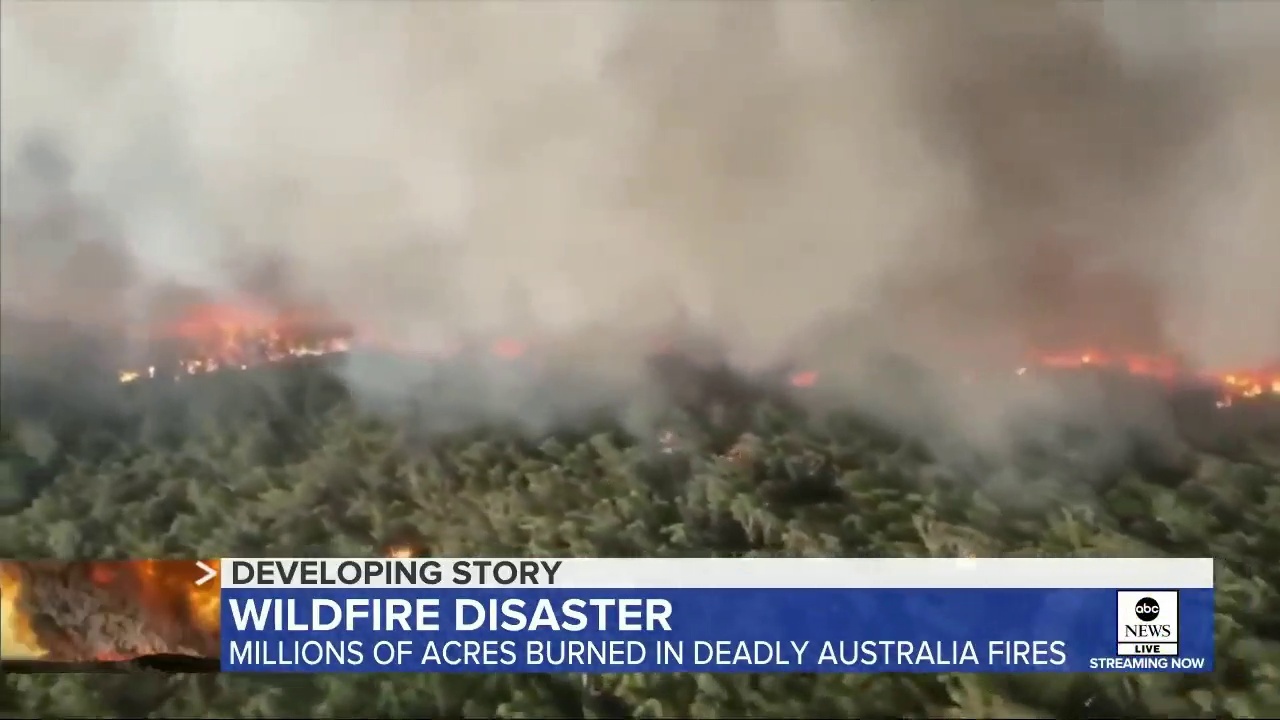 DEVELOPING STORY
WILDFIRE DISASTER
MILLIONS OF ACRES BURNED IN DEADLY AUSTRALIA FIRES
abc
NEWS
LIVE
STREAMING NOW